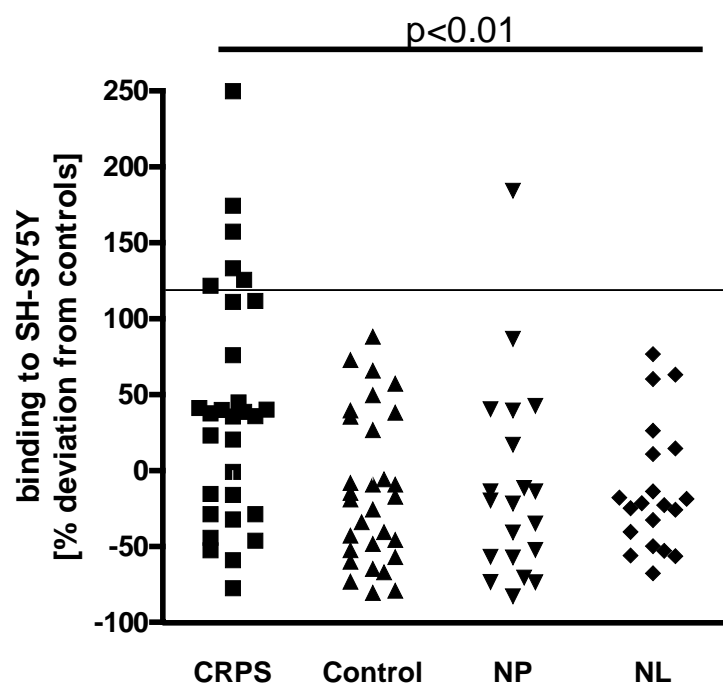 p<0.01
binding to SH-SY5Y
[% deviation from controls]
250
200
150
100
50
0
-50
-100
CRPS Control NP NL